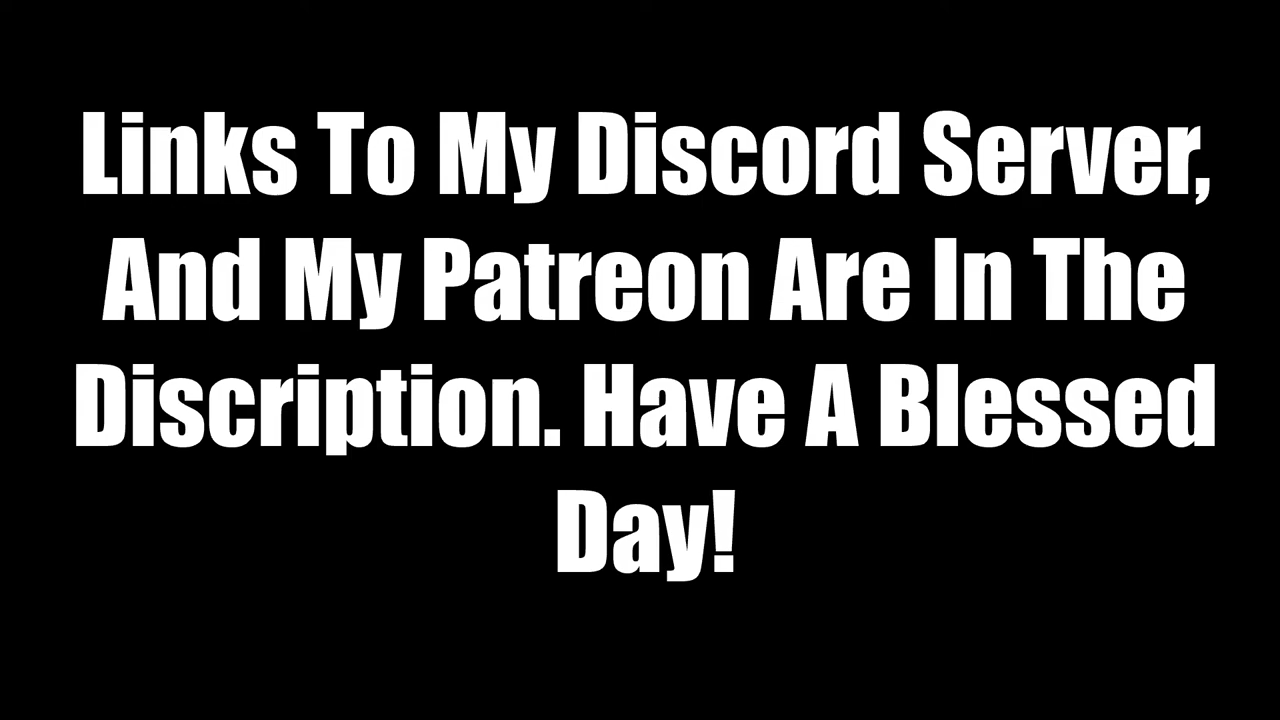 Links To My Discord Server,
And My Patreon Are In The
Discription. Have A Blessed
Day!